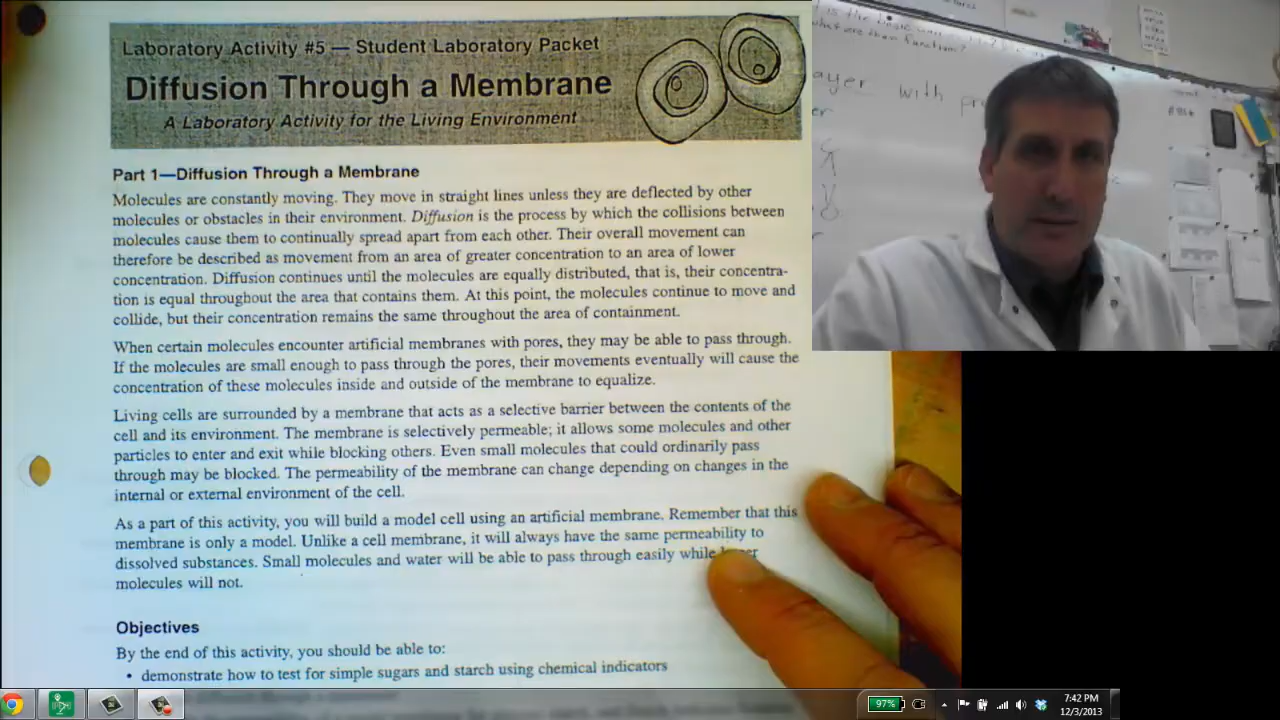 Laboratory Activity #5 — Student Laboratory Packet
Diffusion Through a Membrane
A Laboratory Activity for the Living Environment
Part 1—Diffusion Through a Membrane
Molecules are constantly moving. They move in straight lines unless they are deflected by other
molecules or obstacles in their environment. Diffusion is the process by which the collisions between
molecules cause them to continually spread apart from each other. Their overall movement can
therefore be described as movement from an area of greater concentration to an area of lower
concentration. Diffusion continues until the molecules are equally distributed, that is, their concentra-
tion is equal throughout the area that contains them. At this point, the molecules continue to move and
collide, but their concentration remains the same throughout the area of containment.
When certain molecules encounter artificial membranes with pores, they may be able to pass through.
If the molecules are small enough to pass through the pores, their movements eventually will cause the
concentration of these molecules inside and outside of the membrane to equalize.
Living cells are surrounded by a membrane that acts as a selective barrier between the contents of the
cell and its environment. The membrane is selectively permeable; it allows some molecules and other
particles to enter and exit while blocking others. Even small molecules that could ordinarily pass
through may be blocked. The permeability of the membrane can change depending on changes in the
internal or external environment of the cell.
As a part of this activity, you will build a model cell using an artificial membrane. Remember that this
membrane is only a model. Unlike a cell membrane, it will always have the same permeability to
dissolved substances. Small molecules and water will be able to pass through easily while
molecules will not.
Objectives
By the end of this activity, you should be able to:
• demonstrate how to test for simple sugars and starch using chemical indicators
is the
what are their function?
ayer with pr
97%
7:42 PM
12/3/2013